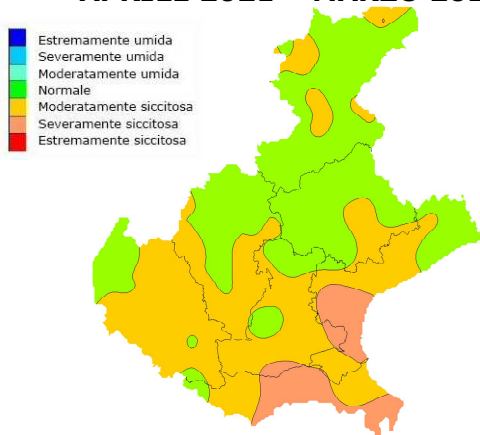 Estremamente umida
Severamente umida
Moderatamente umida
Normale
Moderatamente siccitosa
Severamente siccitosa
Estremamente siccitosa